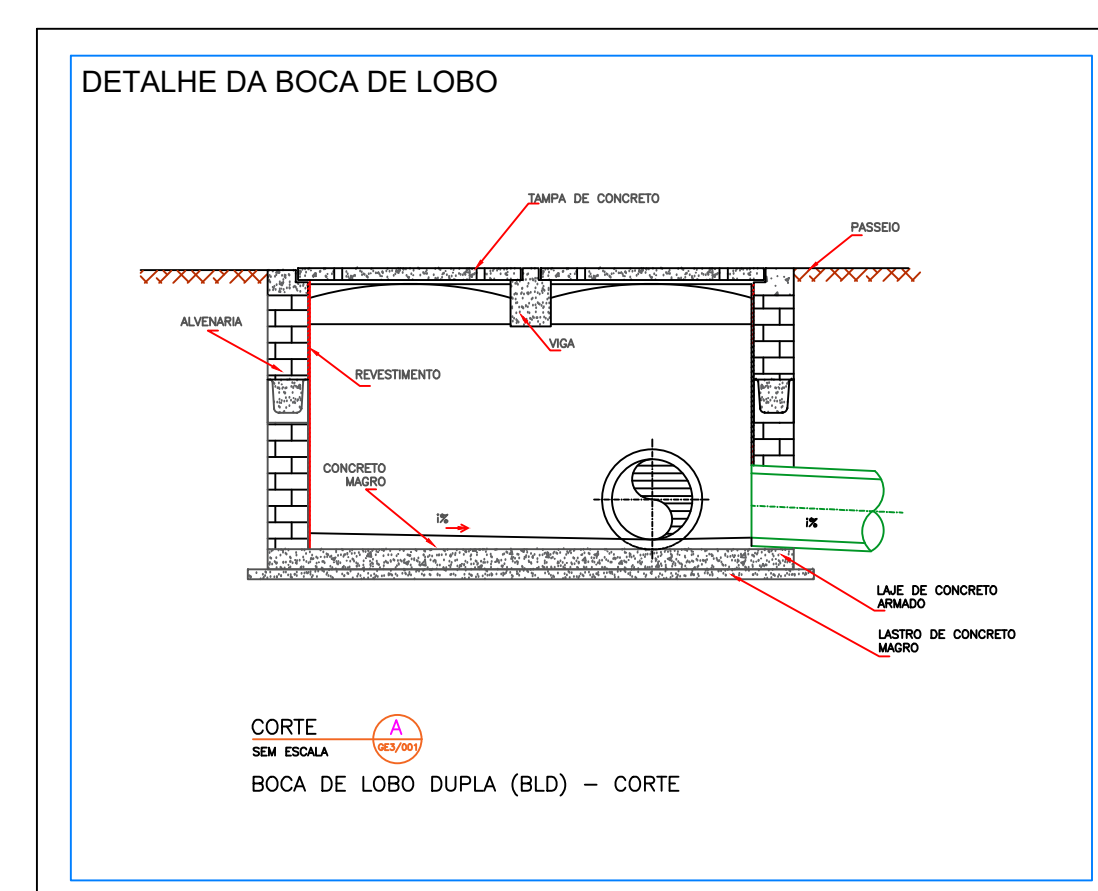 DETALHE DA BOCA DE LOBO
TAMPA DE CONCRETO
PASSEIO
ALVENARIA
VIGA
REVESTIMENTO
CONCRETO
MAGRO
i%
i%
LAJE DE CONCRETO
ARMADO
LASTRO DE CONCRETO
MAGRO
CORTE
A
SEM ESCALA
GE3/001
BOCA DE LOBO DUPLA (BLD) – CORTE